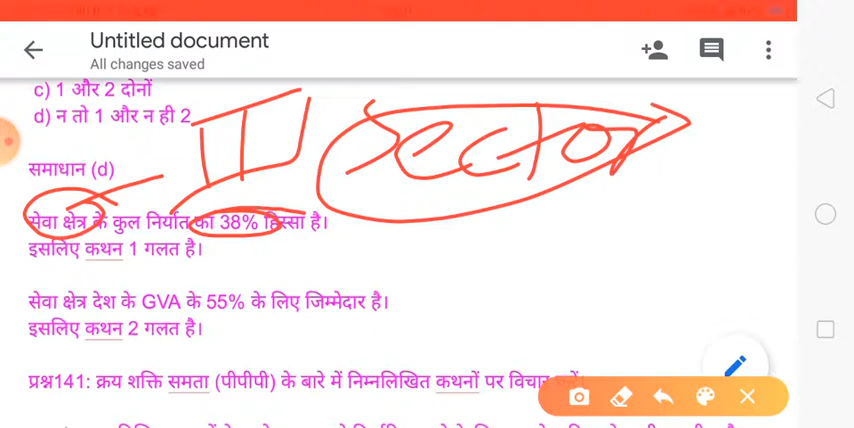 Untitled document
All changes saved
c) 1 और 2 दोनों
d) न तो 1 और न ही 2
III sector
समाधान (d)
सेवा क्षेत्र के कुल निर्यात का 38% हिस्सा है।
इसलिए कथन 1 गलत है।
सेवा क्षेत्र देश के GVA के 55% के लिए जिम्मेदार है।
इसलिए कथन 2 गलत है।
प्रश्न141: क्रय शक्ति समता (पीपीपी) के बारे में निम्नलिखित कथनों पर विचार करें।